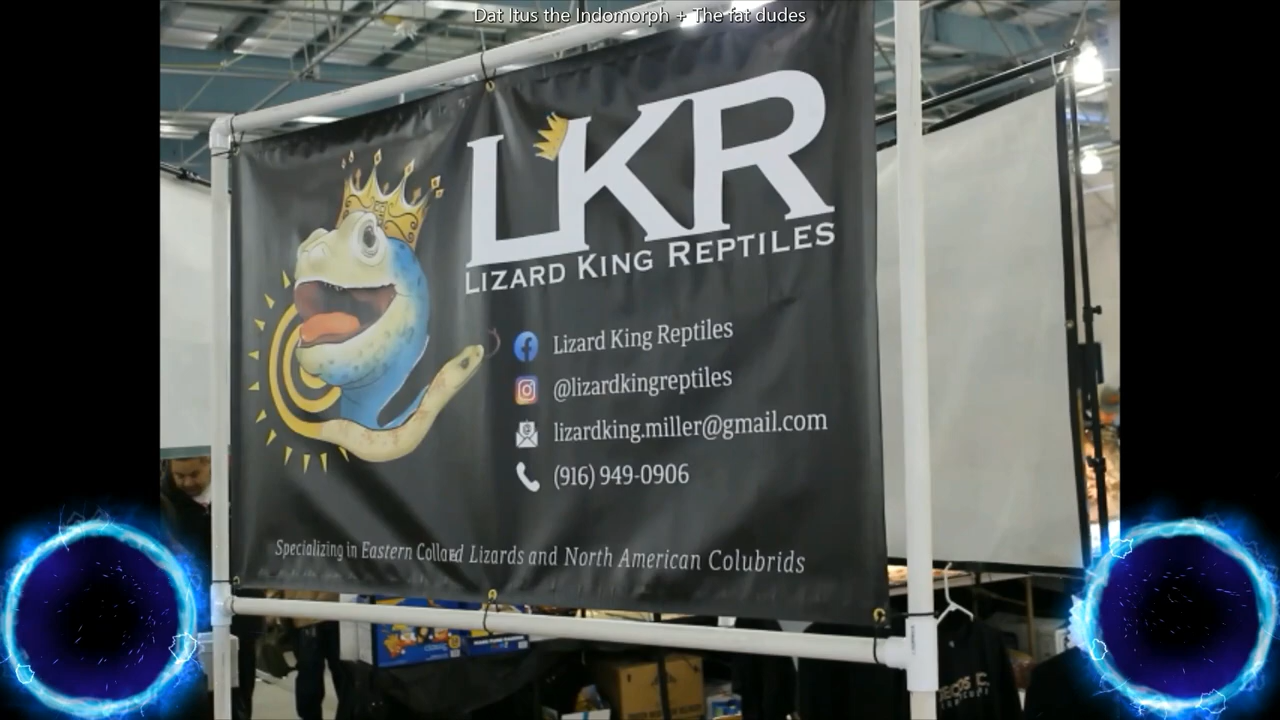 Dat Itus the Indomorph + The fat dudes
LKR
LIZARD KING REPTILES
Lizard King Reptiles
@lizardkingreptiles
lizardking.miller@gmail.com
(916) 949-0906
Specializing in Eastern Collard Lizards and North American Colubrids